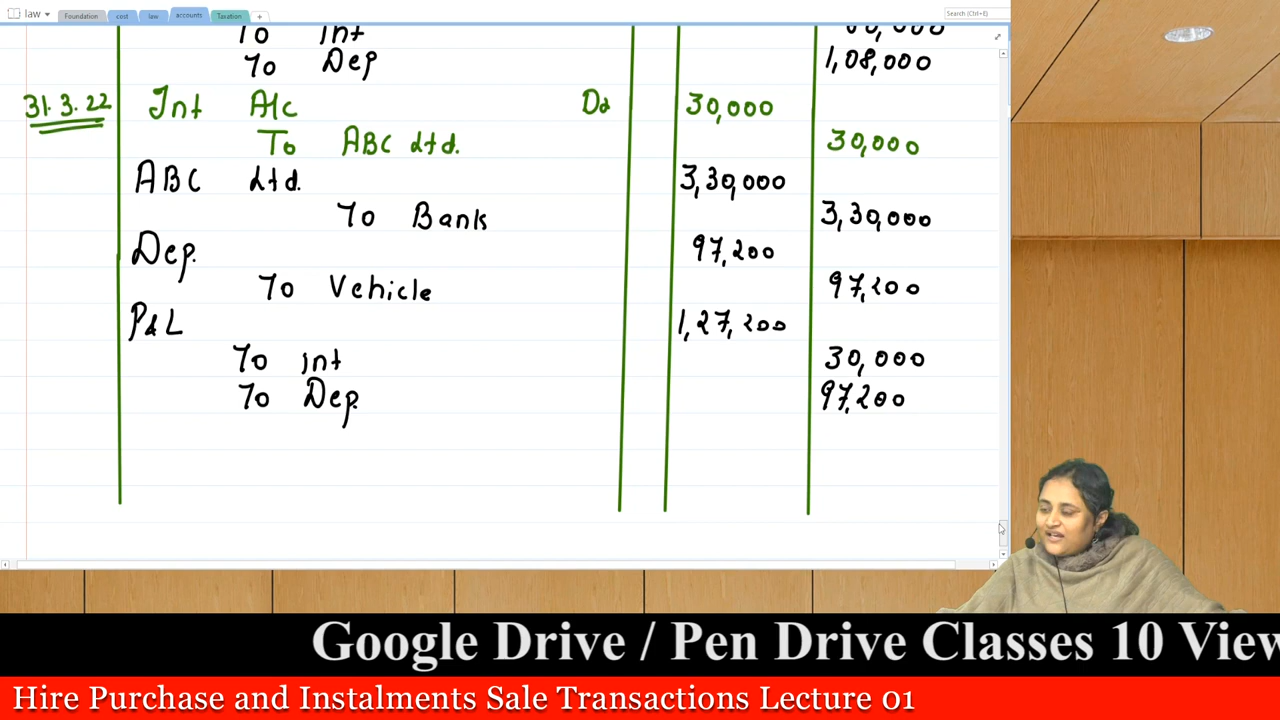 law Foundation cost law accounts Taxation + Search (Ctrl+E)
To Int
To Dep 1,08,000
31.3.22 Int A/c Dr 30,000
To ABC Ltd. 30,000
ABC Ltd. 3,30,000
To Bank 3,30,000
Dep. 97,200
To Vehicle 97,200
P&L 1,27,200
To int 30,000
To Dep. 97,200
Google Drive / Pen Drive Classes 10 View
Hire Purchase and Instalments Sale Transactions Lecture 01